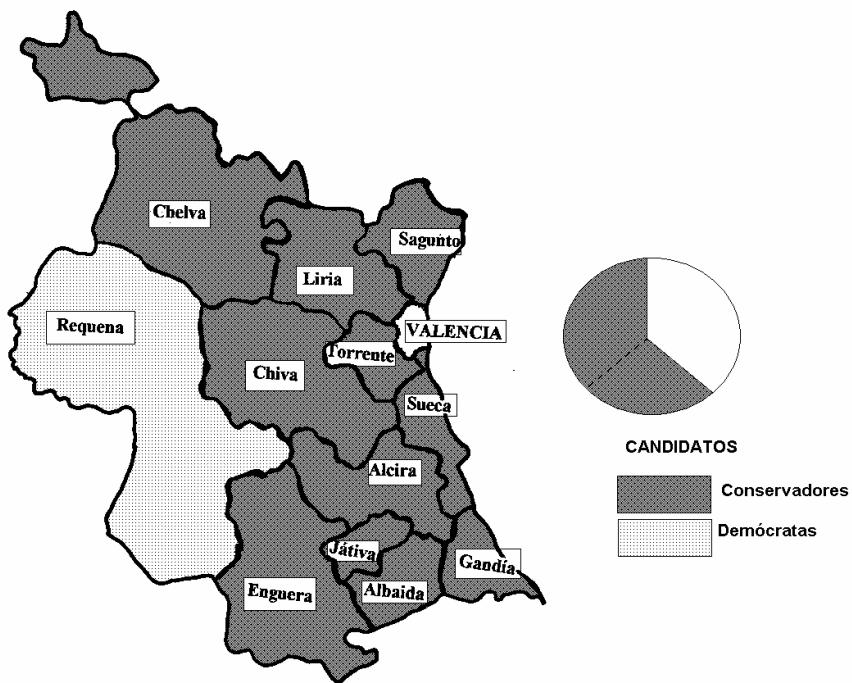 Chelva
Sagunto
Liria
Requena
VALENCIA
Torrente
Chiva
Sueca
CANDIDATOS
Alcira
Conservadores
Demócratas
Játiva
Gandía
Enguera
Albaida